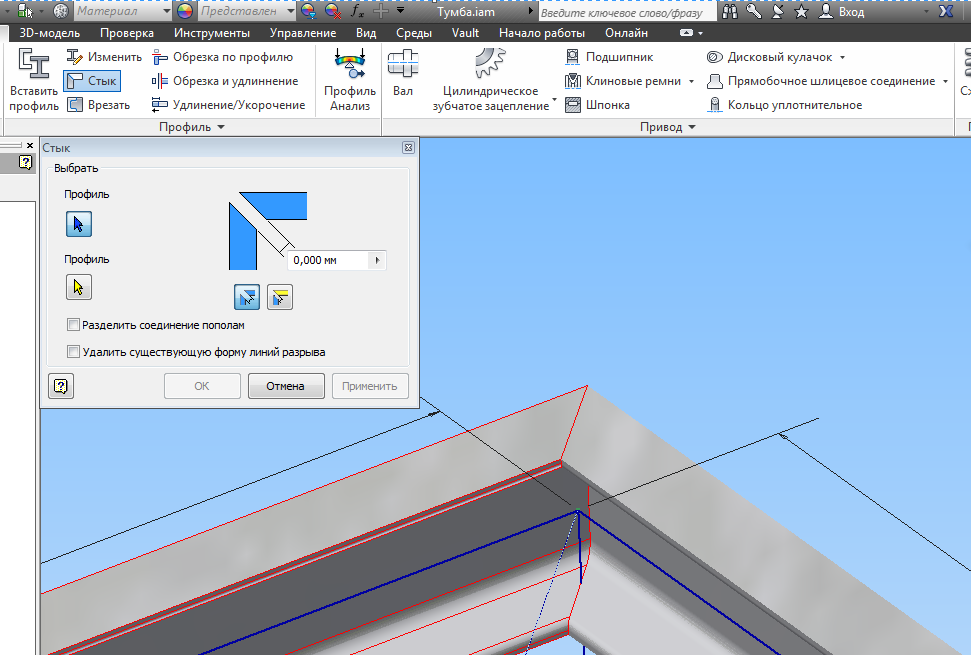 Материал Представлен fx Тумба.iam Введите ключевое слово/фразу Вход
3D-модель Проверка Инструменты Управление Вид Среды Vault Начало работы Онлайн
Вставить профиль
Изменить
Стык
Врезать
Обрезка по профилю
Обрезка и удлиннение
Удлинение/Укорочение
Профиль
Профиль Анализ
Вал
Цилиндрическое зубчатое зацепление
Подшипник
Клиновые ремни
Шпонка
Дисковый кулачок
Прямобочное шлицевое соединение
Кольцо уплотнительное
Привод
Стык
Выбрать
Профиль
Профиль
0,000 мм
Разделить соединение пополам
Удалить существующую форму линий разрыва
ОК Отмена Применить